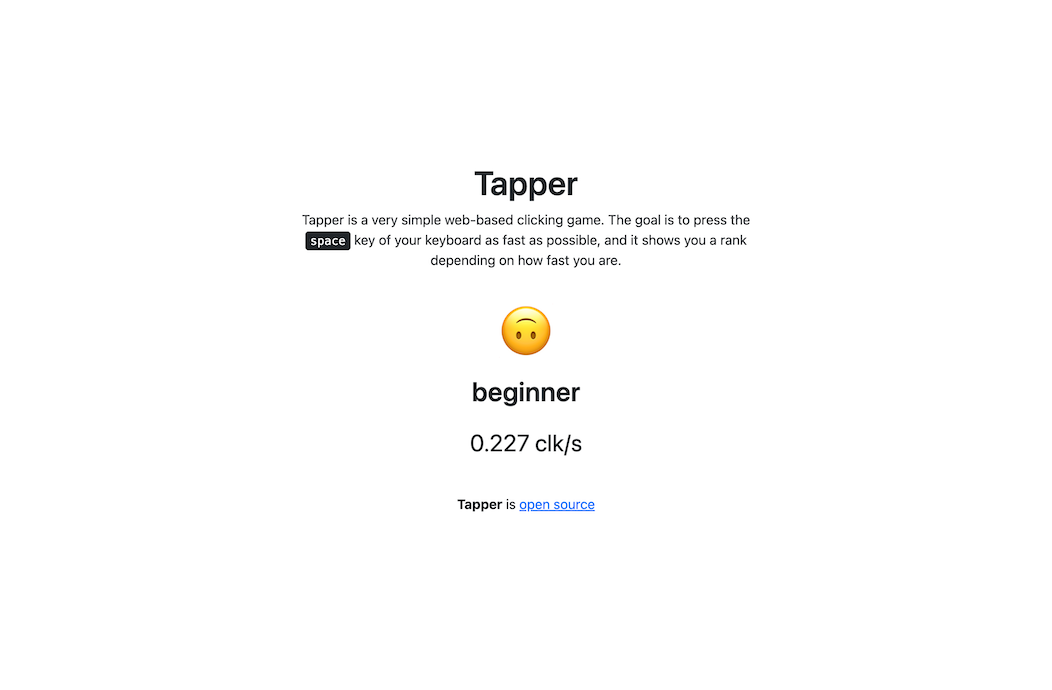 Tapper
Tapper is a very simple web-based clicking game. The goal is to press the
space key of your keyboard as fast as possible, and it shows you a rank
depending on how fast you are.
beginner
0.227 clk/s
Tapper is open source